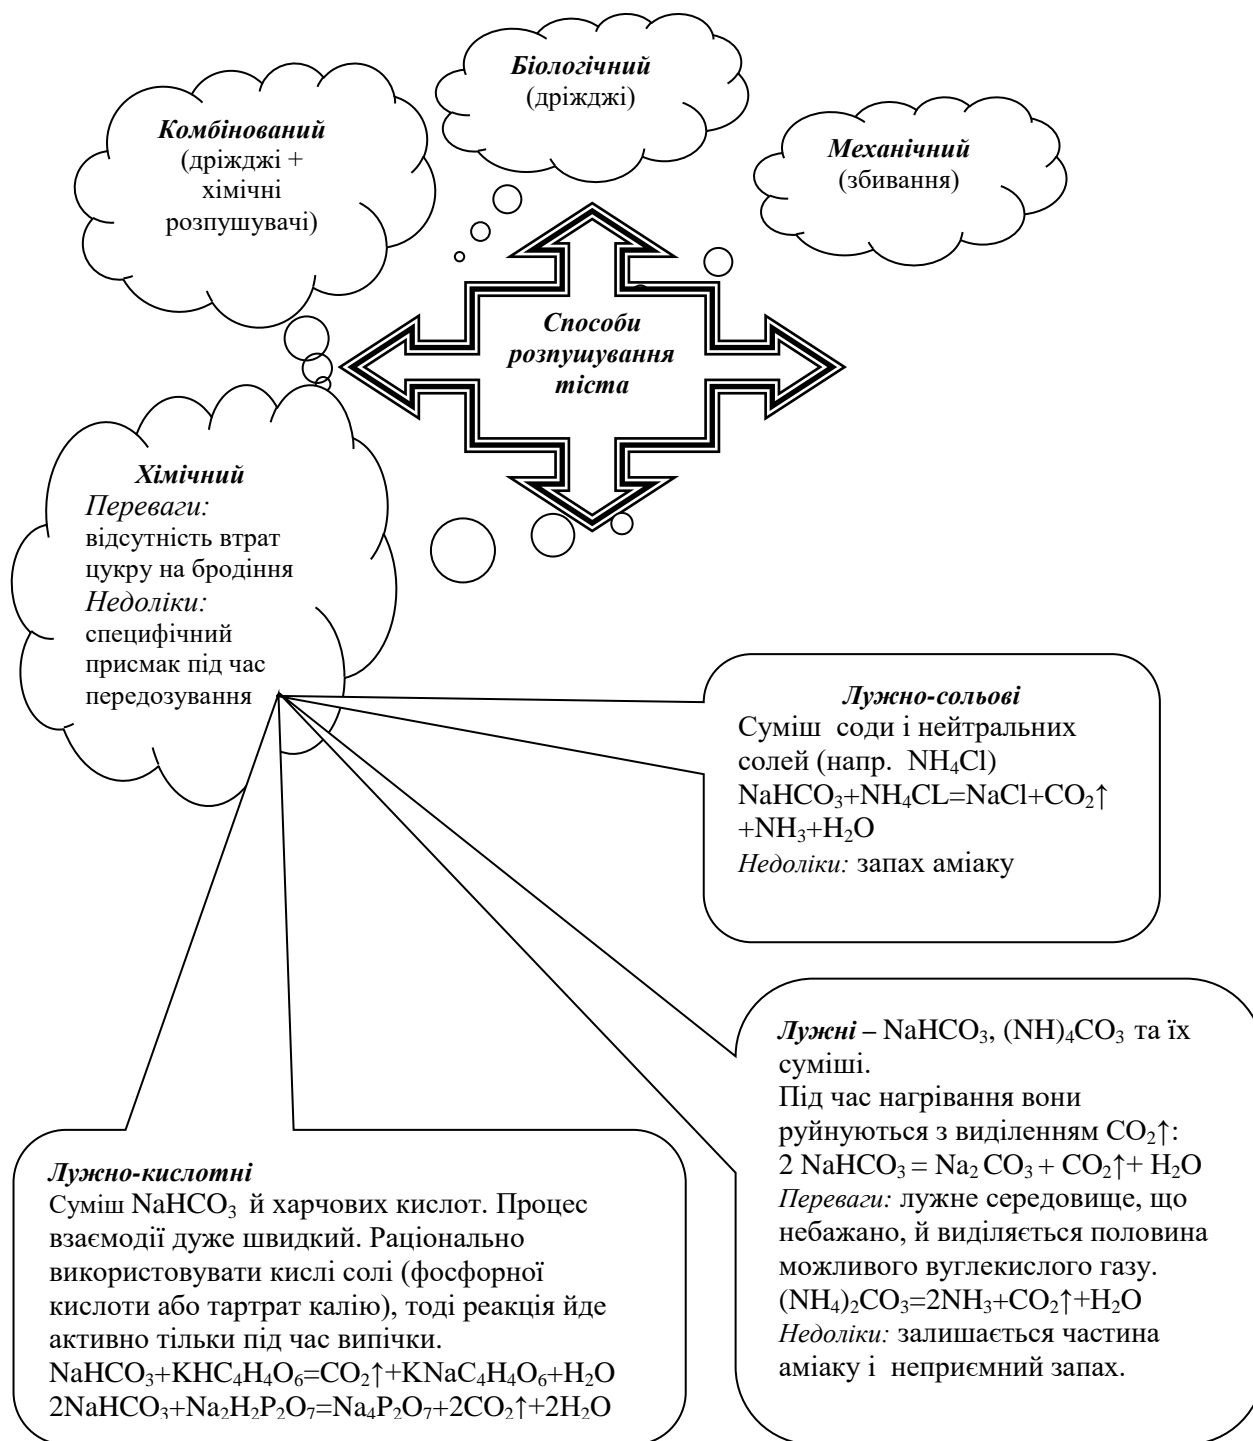 Біологічний
(дріжджі)
Комбінований
(дріжджі +
хімічні
розпушувачі)
Механічний
(збивання)
Способи
розпушування
тіста
Хімічний
Переваги:
відсутність втрат
цукру на бродіння
Недоліки:
специфічний
присмак під час
передозування
Лужно-сольові
Суміш соди і нейтральних
солей (напр. NH₄Cl)
NaHCO₃+NH₄CL=NaCl+CO₂↑
+NH₃+H₂O
Недоліки: запах аміаку
Лужні – NaHCO₃, (NH)₄CO₃ та їх
суміші.
Під час нагрівання вони
руйнуються з виділенням CO₂↑:
2 NaHCO₃ = Na₂ CO₃ + CO₂↑+ H₂O
Переваги: лужне середовище, що
небажано, й виділяється половина
можливого вуглекислого газу.
(NH₄)₂CO₃=2NH₃+CO₂↑+H₂O
Недоліки: залишається частина
аміаку і неприємний запах.
Лужно-кислотні
Суміш NaHCO₃ й харчових кислот. Процес
взаємодії дуже швидкий. Раціонально
використовувати кислі солі (фосфорної
кислоти або тартрат калію), тоді реакція йде
активно тільки під час випічки.
NaHCO₃+KHC₄H₄O₆=CO₂↑+KNaC₄H₄O₆+H₂O
2NaHCO₃+Na₂H₂P₂O₇=Na₄P₂O₇+2CO₂↑+2H₂O